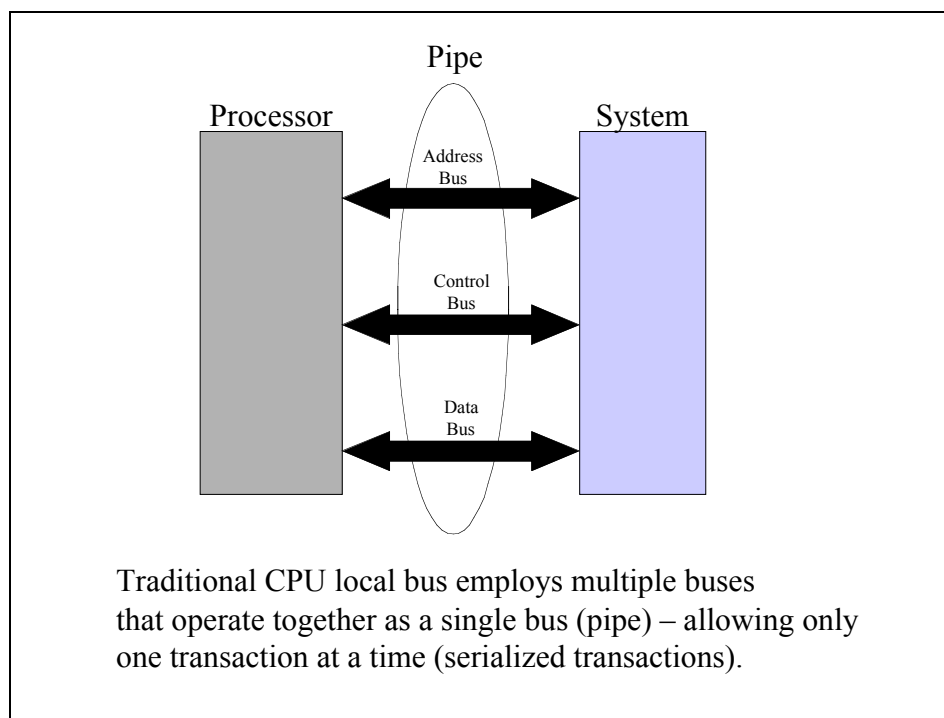 Pipe
Processor
System
Address
Bus
Control
Bus
Data
Bus
Traditional CPU local bus employs multiple buses
that operate together as a single bus (pipe) – allowing only
one transaction at a time (serialized transactions).